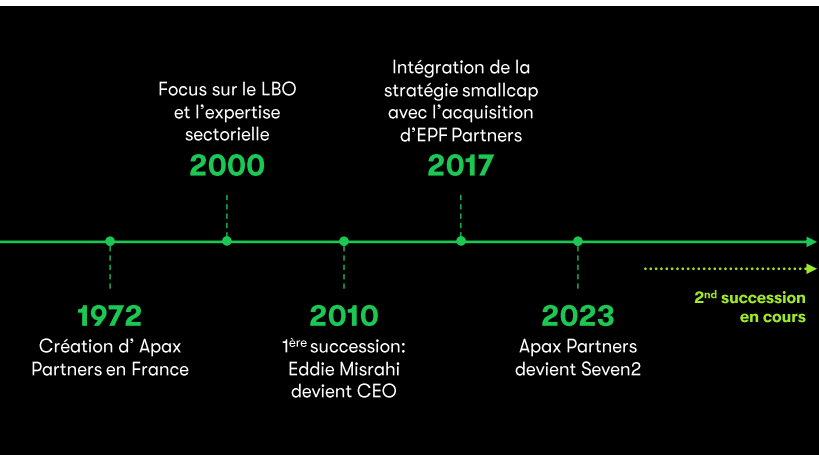 Focus sur le LBO
et l'expertise
sectorielle
2000
Intégration de la
stratégie smallcap
avec l'acquisition
d'EPF Partners
2017
1972
Création d' Apax
Partners en France
2010
1ère succession:
Eddie Misrahi
devient CEO
2023
Apax Partners
devient Seven2
2nd succession
en cours